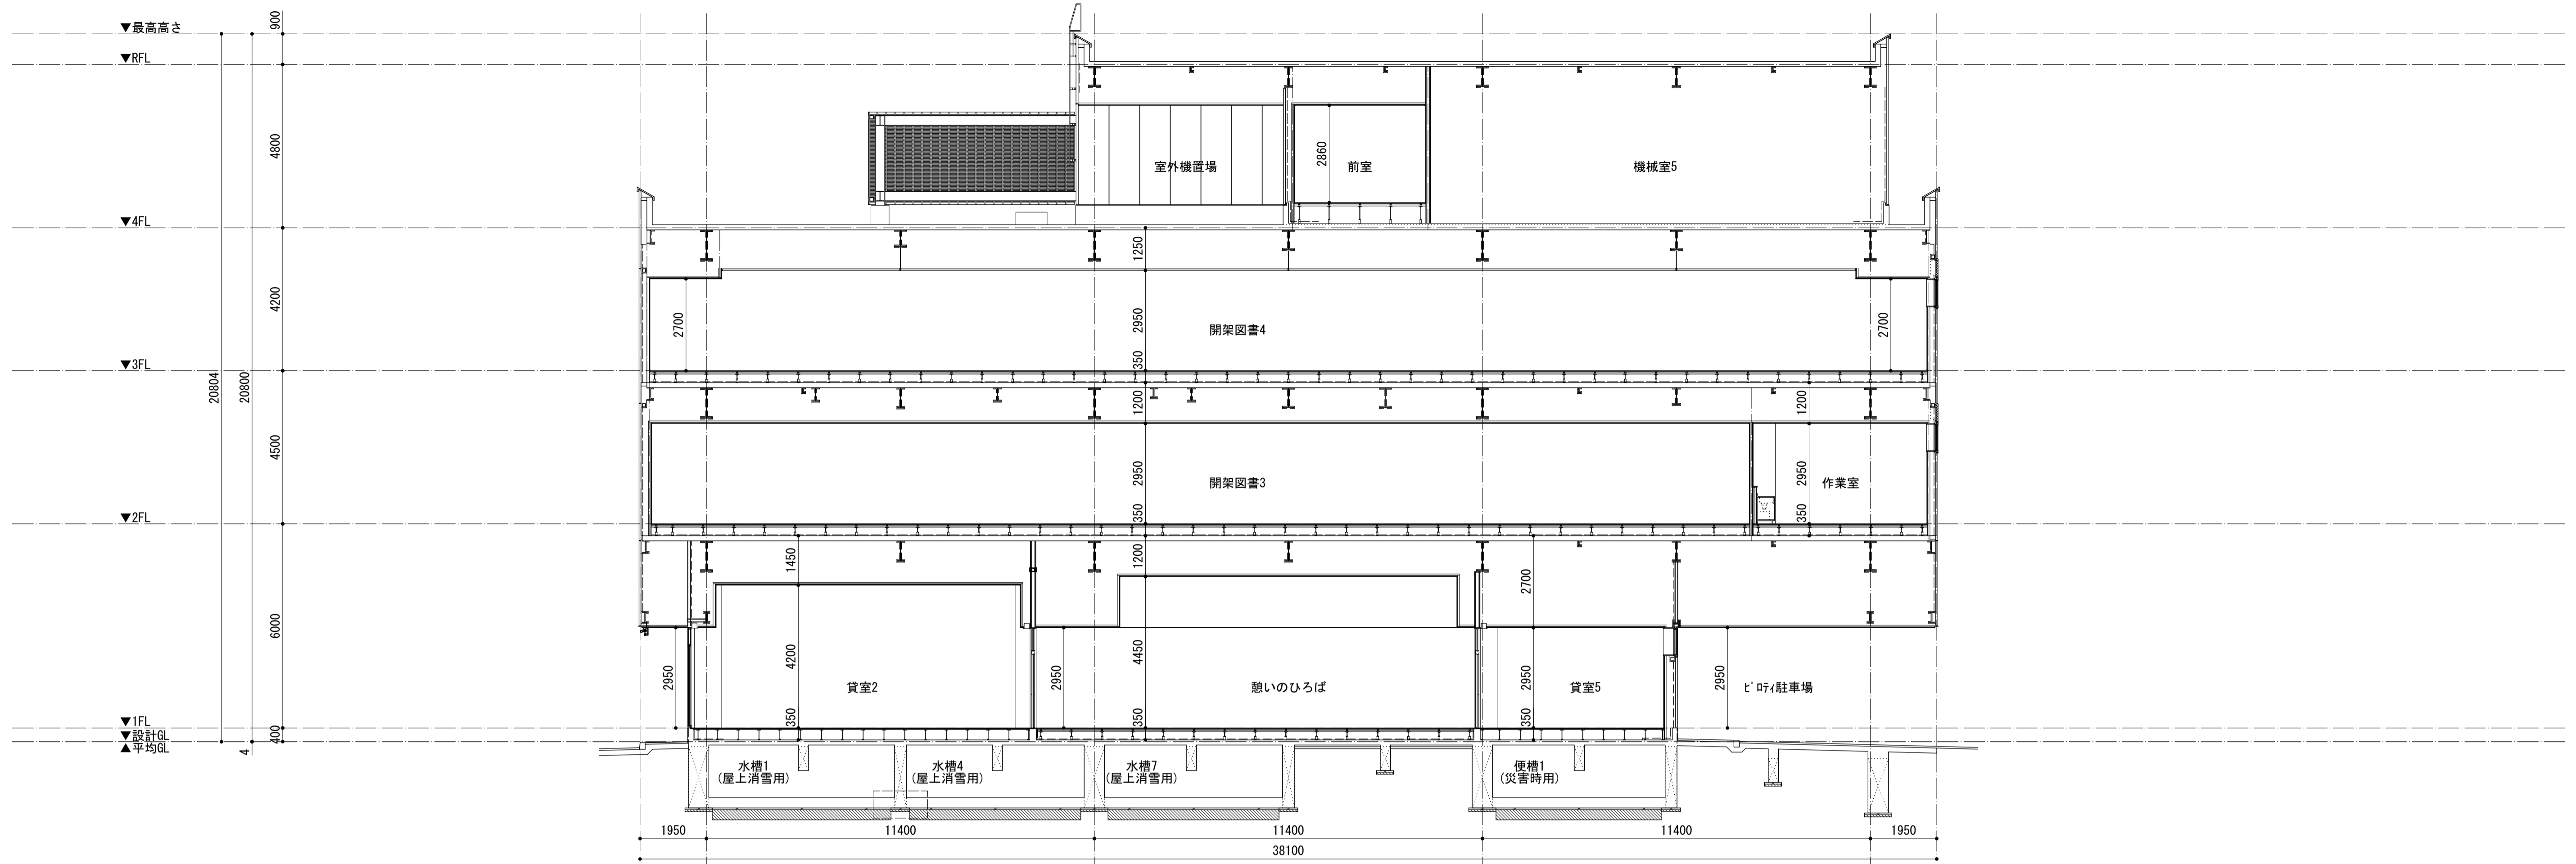 ▼最高高さ
900
▼RFL
4800
室外機置場
2860
前室
機械室5
▼4FL
1250
4200
2700
2950
開架図書4
2700
350
▼3FL
20804
20800
1200
1200
4500
2950
開架図書3
2950
作業室
350
350
▼2FL
1450
1200
2700
6000
4200
4450
2950
2950
2950
2950
貸室2
憩いのひろば
貸室5
ピロティ駐車場
350
350
350
▼1FL
400
▼設計GL
▲平均GL
4
水槽1
(屋上消雪用)
水槽4
(屋上消雪用)
水槽7
(屋上消雪用)
便槽1
(災害時用)
1950
11400
11400
11400
1950
38100